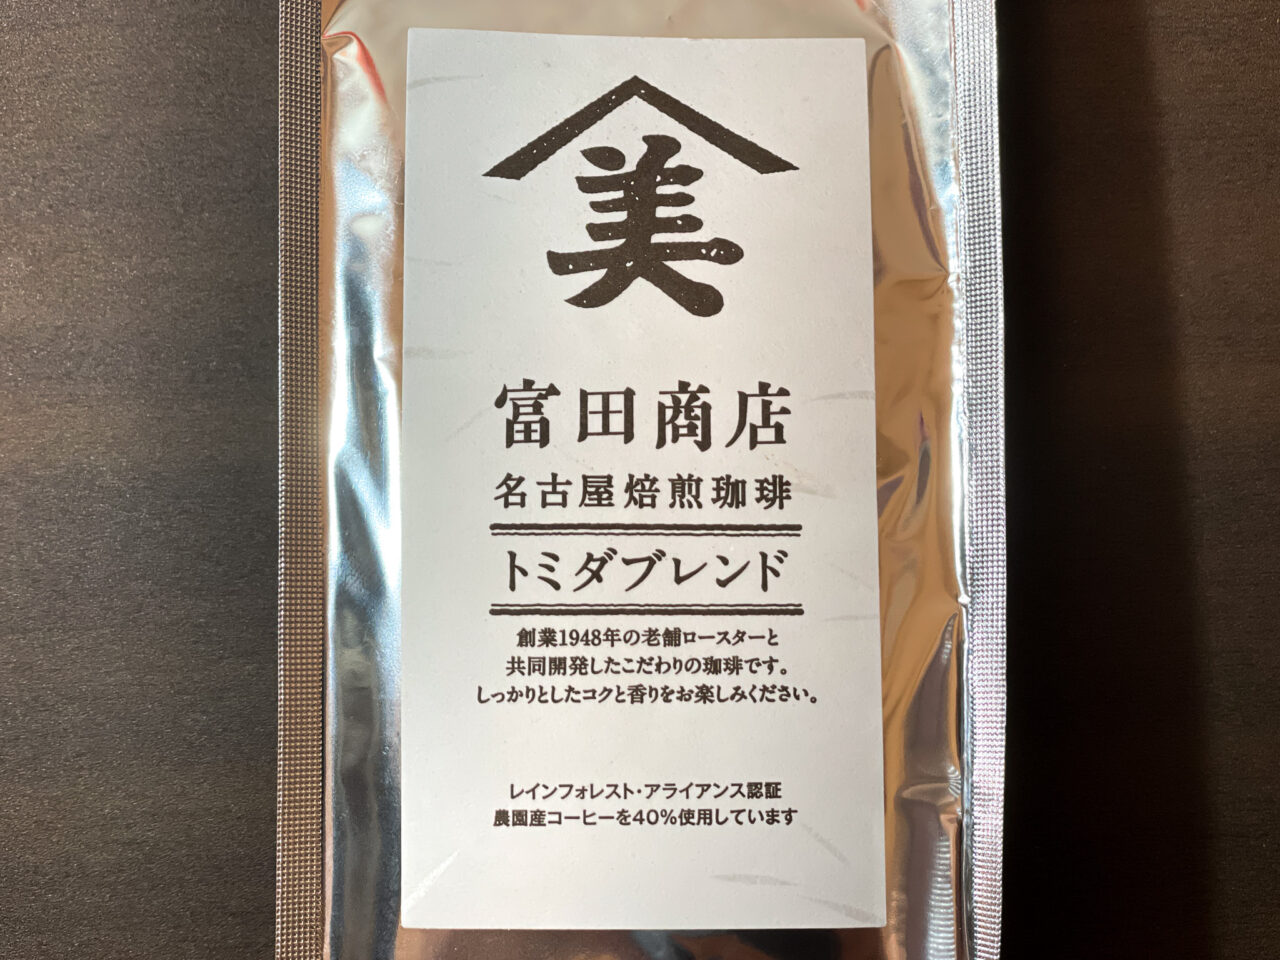 美
富田商店
名古屋焙煎珈琲
トミダブレンド
創業1948年の老舗ロースターと
共同開発したこだわりの珈琲です。
しっかりとしたコクと香りをお楽しみください。
レインフォレスト・アライアンス認証
農園産コーヒーを40%使用しています